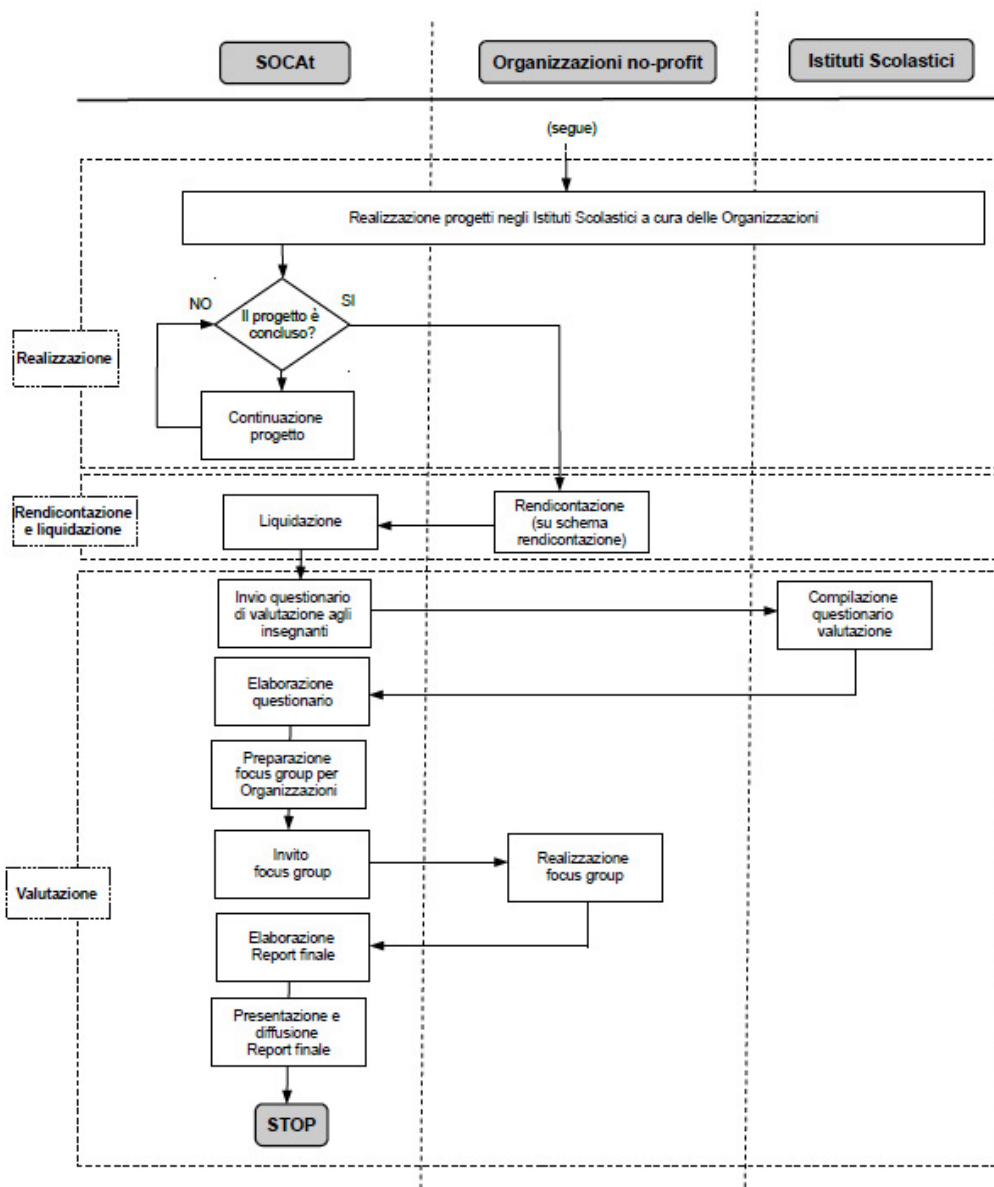 SOCAt
Organizzazioni no-profit
Istituti Scolastici
(segue)
Realizzazione progetti negli Istituti Scolastici a cura delle Organizzazioni
NO
SI
Il progetto è
concluso?
Realizzazione
Continuazione
progetto
Rendicontazione
e liquidazione
Liquidazione
Rendicontazione
(su schema
rendicontazione)
Invio questionario
di valutazione agli
insegnanti
Compilazione
questionario
valutazione
Elaborazione
questionario
Preparazione
focus group per
Organizzazioni
Invito
focus group
Realizzazione
focus group
Valutazione
Elaborazione
Report finale
Presentazione e
diffusione
Report finale
STOP